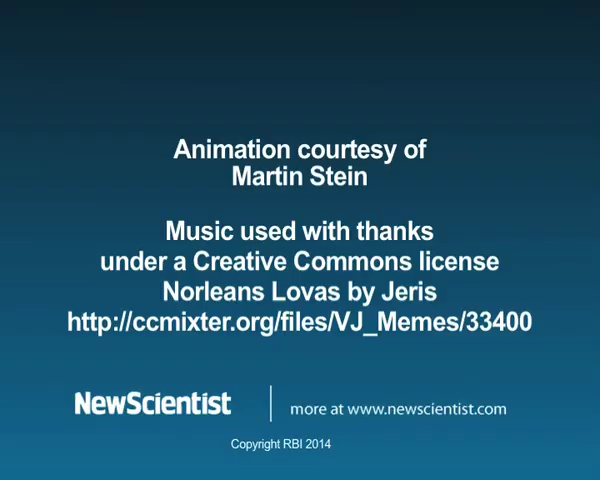 Animation courtesy of
Martin Stein
Music used with thanks
under a Creative Commons license
Norleans Lovas by Jeris
http://ccmixter.org/files/VJ_Memes/33400
NewScientist
more at www.newscientist.com
Copyright RBI 2014